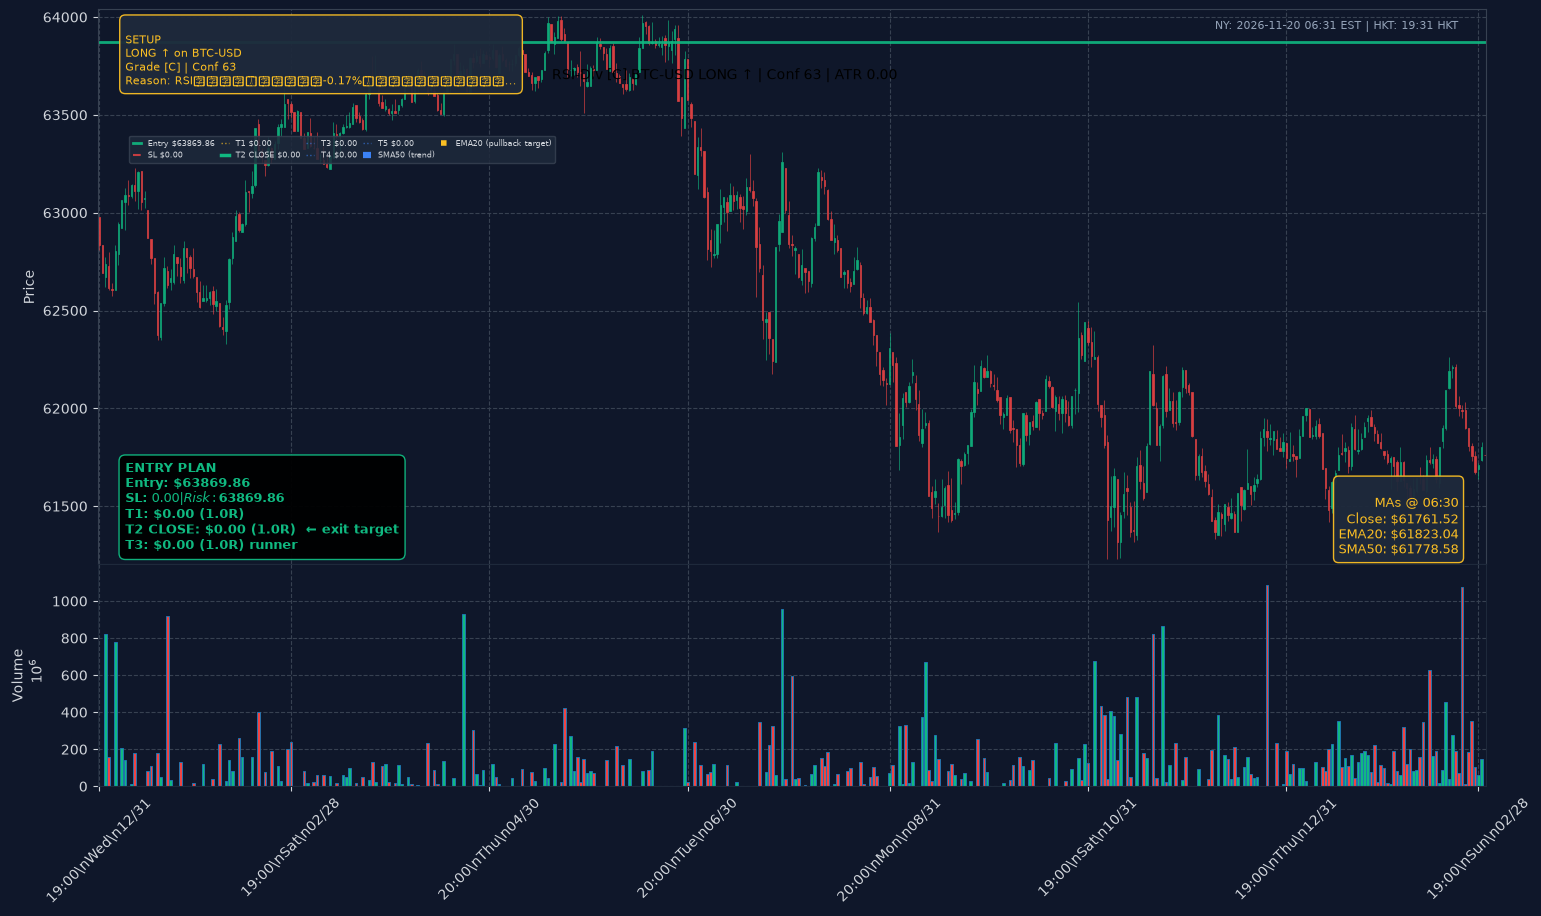 NY: 2026-11-20 06:31 EST | HKT: 19:31 HKT
SETUP
LONG ↑ on BTC-USD
Grade [C] | Conf 63
Reason: RSI -0.17% ...
BTC-USD LONG ↑ | Conf 63 | ATR 0.00
Entry $63869.86
SL $0.00
T1 $0.00
T2 CLOSE $0.00
T3 $0.00
T4 $0.00
T5 $0.00
SMA50 (trend)
EMA20 (pullback target)
Price
64000
63500
63000
62500
62000
61500
ENTRY PLAN
Entry: $63869.86
SL: 0.00|Risk:63869.86
T1: $0.00 (1.0R)
T2 CLOSE: $0.00 (1.0R) ← exit target
T3: $0.00 (1.0R) runner
MAs @ 06:30
Close: $61761.52
EMA20: $61823.04
SMA50: $61778.58
Volume
10⁶
1000
800
600
400
200
0
19:00\nWed\n12/31
19:00\nSat\n02/28
20:00\nThu\n04/30
20:00\nTue\n06/30
20:00\nMon\n08/31
19:00\nSat\n10/31
19:00\nThu\n12/31
19:00\nSun\n02/28